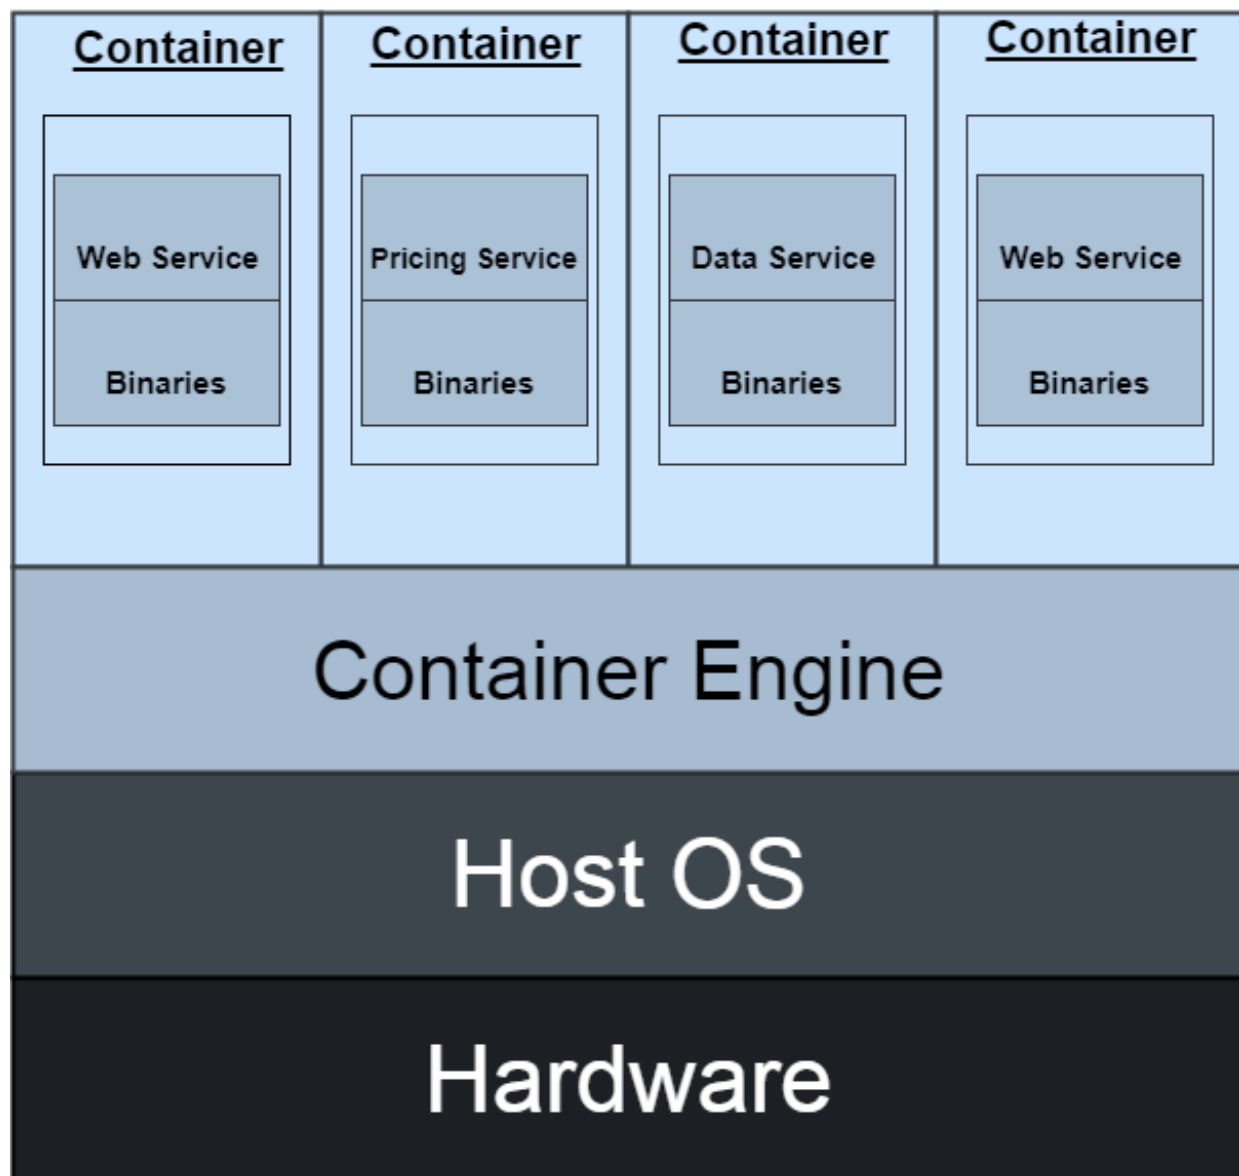 Container Container Container Container
Web Service Pricing Service Data Service Web Service
Binaries Binaries Binaries Binaries
Container Engine
Host OS
Hardware